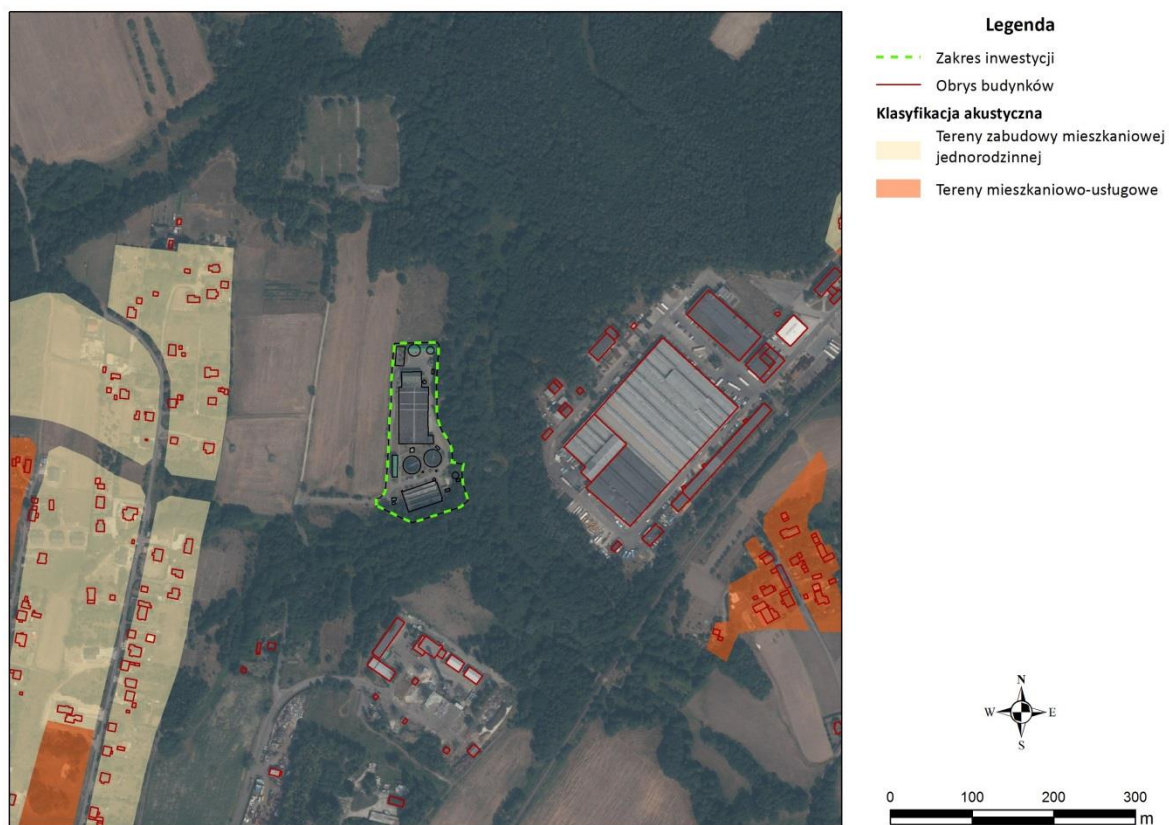 Legenda
Zakres inwestycji
Obrys budynków
Klasyfikacja akustyczna
Tereny zabudowy mieszkaniowej
jednorodzinnej
Tereny mieszkaniowo-usługowe
N
W E
S
0 100 200 300
m